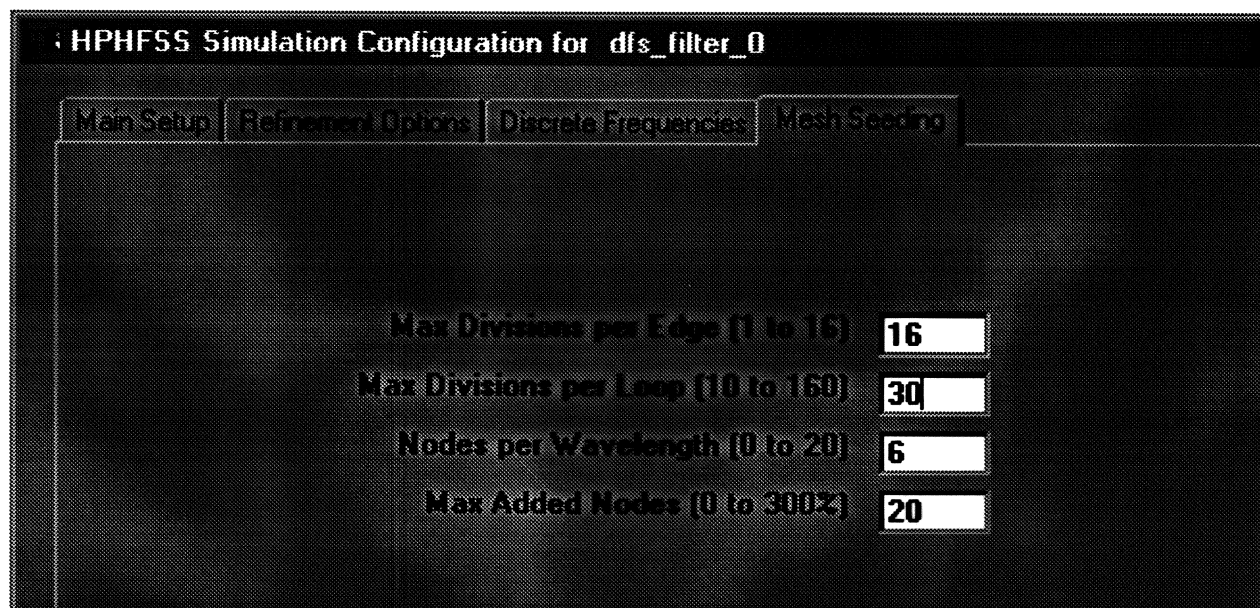 HPHFSS Simulation Configuration for dfs_filter_0
Main Setup Refinement Options Discrete Frequencies Mesh Seeding
Max Divisions per Edge (1 to 16) 16
Max Divisions per Loop (10 to 160) 30
Nodes per Wavelength (0 to 20) 6
Max Added Nodes (0 to 300%) 20